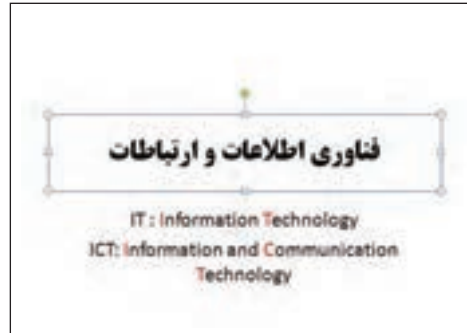 فناوری اطلاعات و ارتباطات
IT : Information Technology
ICT: Information and Communication
Technology